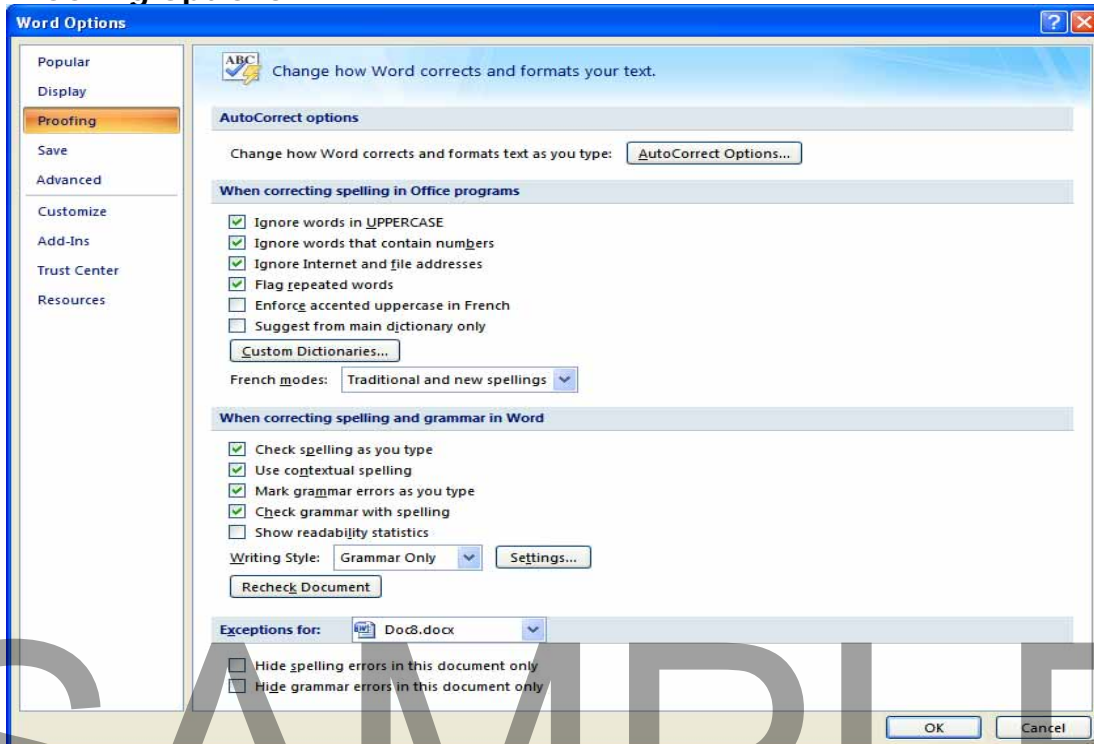 Word Options
Popular
Display
Proofing
Save
Advanced
Customize
Add-Ins
Trust Center
Resources
ABC
Change how Word corrects and formats your text.
AutoCorrect options
Change how Word corrects and formats text as you type: AutoCorrect Options...
When correcting spelling in Office programs
Ignore words in UPPERCASE
Ignore words that contain numbers
Ignore Internet and file addresses
Flag repeated words
Enforce accented uppercase in French
Suggest from main dictionary only
Custom Dictionaries...
French modes: Traditional and new spellings
When correcting spelling and grammar in Word
Check spelling as you type
Use contextual spelling
Mark grammar errors as you type
Check grammar with spelling
Show readability statistics
Writing Style: Grammar Only Settings...
Recheck Document
Exceptions for: Doc8.docx
Hide spelling errors in this document only
Hide grammar errors in this document only
OK Cancel